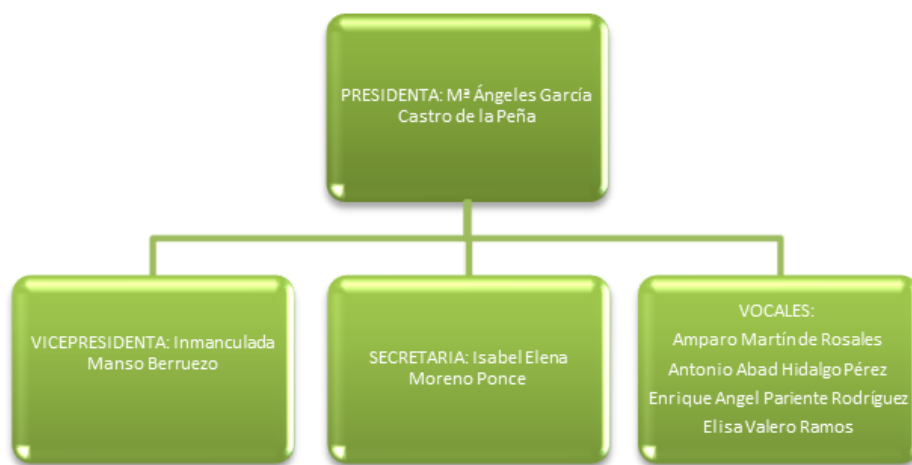 PRESIDENTA: Mª Ángeles García
Castro de la Peña
VICEPRESIDENTA: Inmanculada
Manso Berruezo
SECRETARIA: Isabel Elena
Moreno Ponce
VOCALES:
Amparo Martín de Rosales
Antonio Abad Hidalgo Pérez
Enrique Angel Pariente Rodríguez
Elisa Valero Ramos